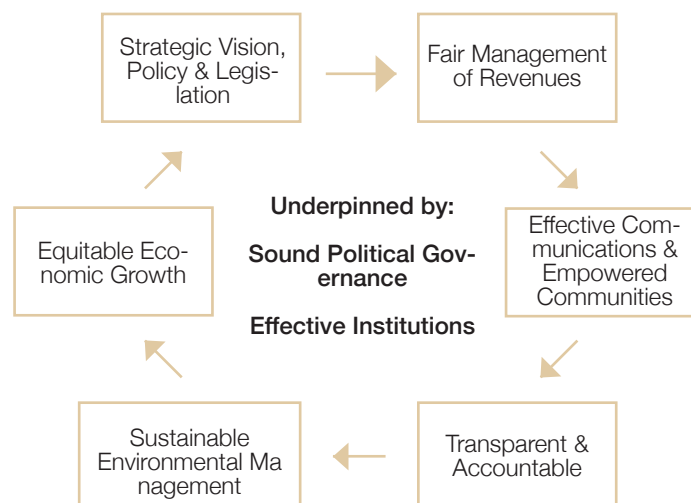 Strategic Vision,
Policy & Legis-
lation
Fair Management
of Revenues
Effective Com-
munications &
Empowered
Communities
Transparent &
Accountable
Sustainable
Environmental Ma
nagement
Equitable Eco-
nomic Growth
Underpinned by:
Sound Political Gov-
ernance
Effective Institutions